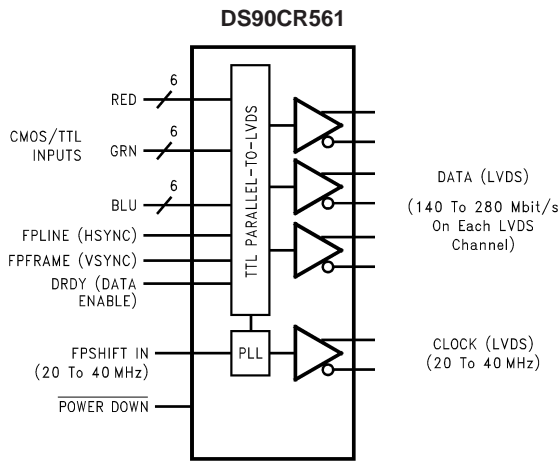 DS90CR561
6
RED
6
CMOS/TTL
INPUTS
GRN
6
BLU
FPLINE (HSYNC)
FPFRAME (VSYNC)
DRDY (DATA
ENABLE)
FPSHIFT IN
(20 To 40 MHz)
POWER DOWN
TTL PARALLEL-TO-LVDS
PLL
DATA (LVDS)
(140 To 280 Mbit/s
On Each LVDS
Channel)
CLOCK (LVDS)
(20 To 40 MHz)